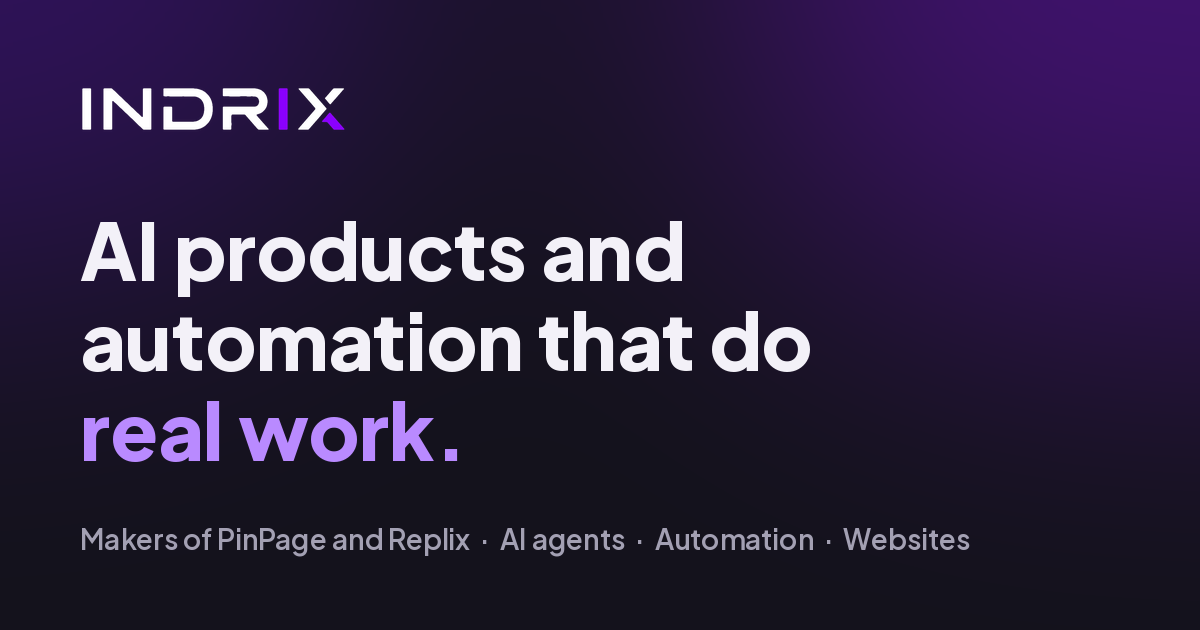 INDRIX
AI products and
automation that do
real work.
Makers of PinPage and Replix · AI agents · Automation · Websites